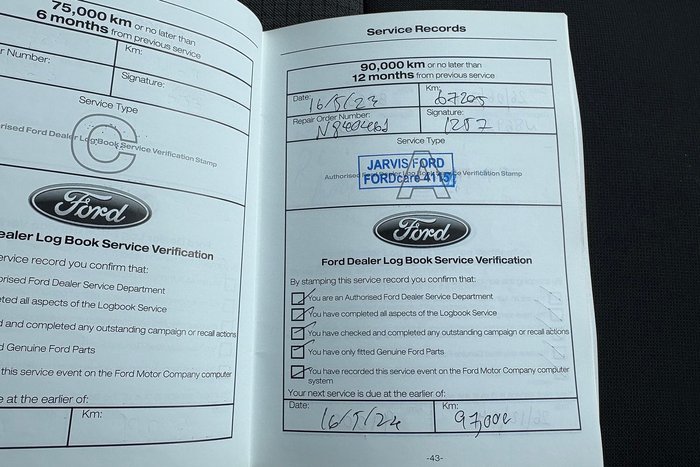 75,000 km or no later than
6 months from previous service
Number:
Km:
Signature:
Service Type
C
orised Ford Dealer Log Book Service Verification Stamp
Ford
ealer Log Book Service Verification
ervice record you confirm that:
orised Ford Dealer Service Department
eted all aspects of the Logbook Service
d and completed any outstanding campaign or recall actions
d Genuine Ford Parts
this service event on the Ford Motor Company computer
e at the earlier of:
Km:
Service Records
90,000 km or no later than
12 months from previous service
Date: 16/5/23
Km: 67205
Repair Order Number:
Signature: 1257
Service Type
A
JARVIS/FORD
Authorised Ford Dealer Log Book Service Verification Stamp
FORDcare 4115
Ford
Ford Dealer Log Book Service Verification
By stamping this service record you confirm that:
You are an Authorised Ford Dealer Service Department
You have completed all aspects of the Logbook Service
You have checked and completed any outstanding campaign or recall actions
You have only fitted Genuine Ford Parts
You have recorded this service event on the Ford Motor Company computer
system
Your next service is due at the earlier of:
Date: 16/5/24
Km: 97,000
-43-